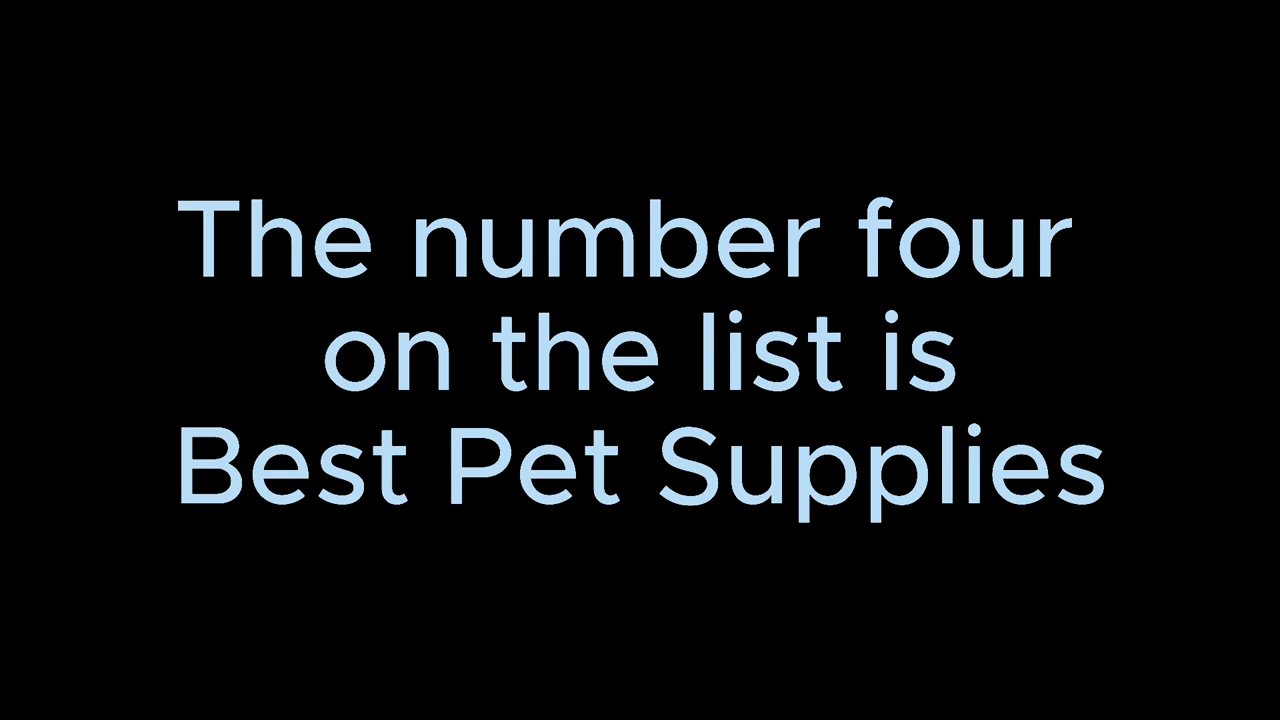 The number four
on the list is
Best Pet Supplies